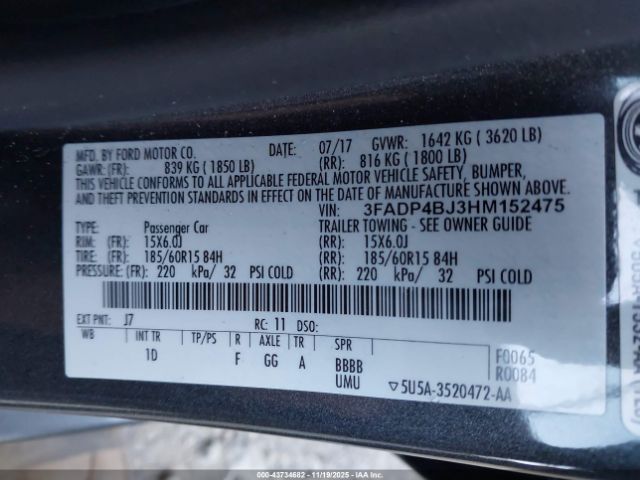 MFD. BY FORD MOTOR CO. DATE: 07/17 GVWR: 1642 KG ( 3620 LB)
GAWR: (FR): 839 KG ( 1850 LB) (RR): 816 KG ( 1800 LB)
THIS VEHICLE CONFORMS TO ALL APPLICABLE FEDERAL MOTOR VEHICLE SAFETY, BUMPER,
AND THEFT PREVENTION STANDARDS IN EFFECT ON THE DATE OF MANUFACTURE SHOWN ABOVE.
VIN: 3FADP4BJ3HM152475
TYPE: Passenger Car TRAILER TOWING - SEE OWNER GUIDE
RIM: (FR): 15X6.0J (RR): 15X6.0J
TIRE: (FR): 185/60R15 84H (RR): 185/60R15 84H
PRESSURE: (FR): 220 kPa/ 32 PSI COLD (RR): 220 kPa/ 32 PSI COLD
EXT PNT: J7 RC: 11 DSO:
WB INT TR TP/PS R AXLE TR SPR
1D F GG A BBBB
UMU
F0065
R0084
5U5A-3520472-AA
000-43734682 - 11/19/2025 - IAAI.COM